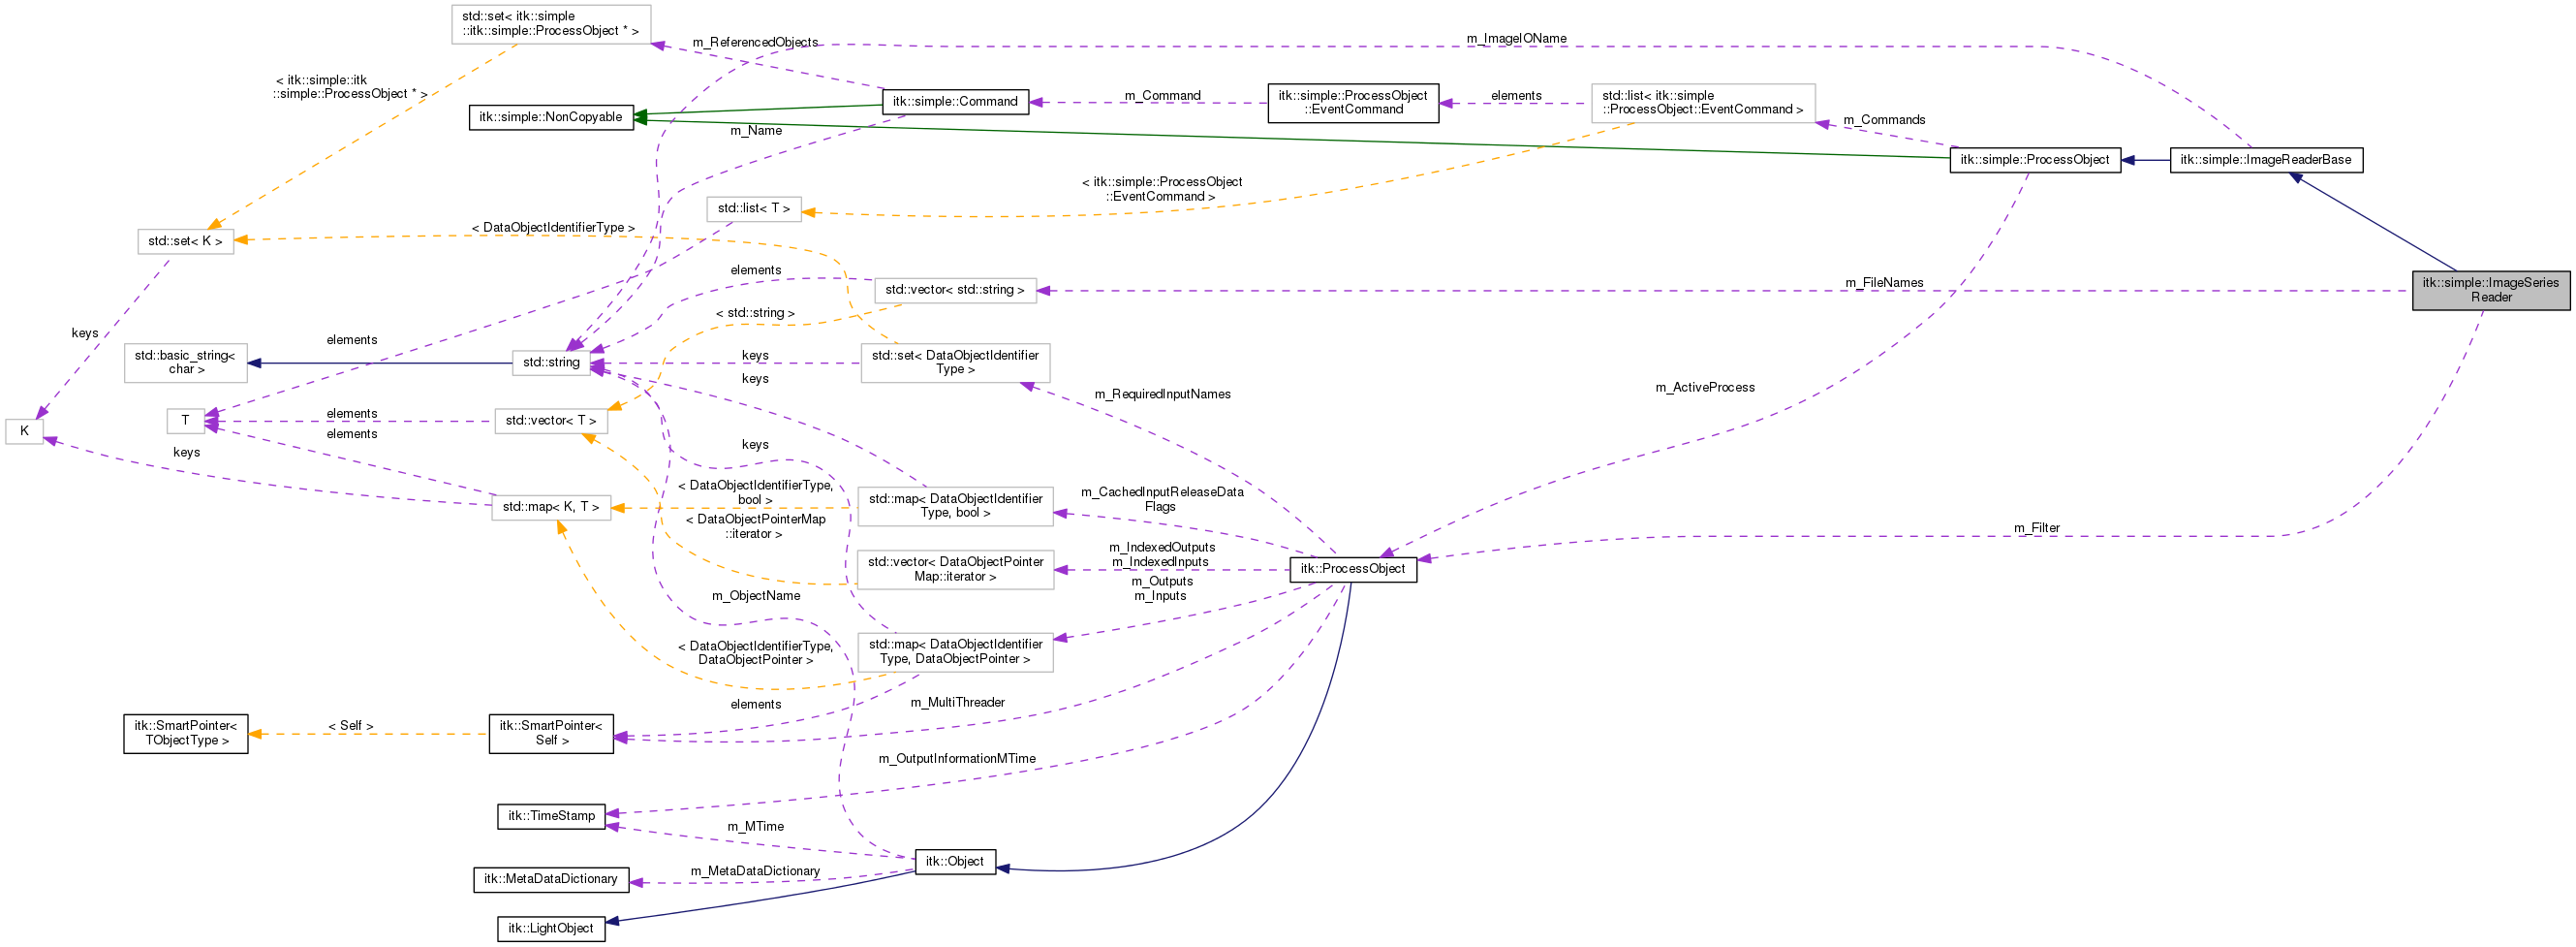 std::set< itk::simple
::itk::simple::ProcessObject * >
m_ReferencedObjects
m_ImageIOName
< itk::simple::itk
::simple::ProcessObject * >
itk::simple::NonCopyable
itk::simple::Command
m_Command
itk::simple::ProcessObject
::EventCommand
elements
std::list< itk::simple
::ProcessObject::EventCommand >
m_Commands
m_Name
itk::simple::ProcessObject
itk::simple::ImageReaderBase
< itk::simple::ProcessObject
::EventCommand >
std::list< T >
std::set< K >
< DataObjectIdentifierType >
elements
std::vector< std::string >
m_FileNames
itk::simple::ImageSeries
Reader
< std::string >
keys
elements
std::basic_string<
char >
std::string
keys
std::set< DataObjectIdentifier
Type >
keys
m_RequiredInputNames
m_ActiveProcess
K
T
elements
std::vector< T >
elements
keys
keys
< DataObjectIdentifierType,
bool >
std::map< K, T >
std::map< DataObjectIdentifier
Type, bool >
m_CachedInputReleaseData
Flags
< DataObjectPointerMap
::iterator >
m_Filter
std::vector< DataObjectPointer
Map::iterator >
m_IndexedOutputs
m_IndexedInputs
itk::ProcessObject
m_Outputs
m_Inputs
m_ObjectName
< DataObjectIdentifierType,
DataObjectPointer >
std::map< DataObjectIdentifier
Type, DataObjectPointer >
elements
m_MultiThreader
itk::SmartPointer<
TObjectType >
< Self >
itk::SmartPointer<
Self >
m_OutputInformationMTime
itk::TimeStamp
m_MTime
itk::Object
m_MetaDataDictionary
itk::MetaDataDictionary
itk::LightObject